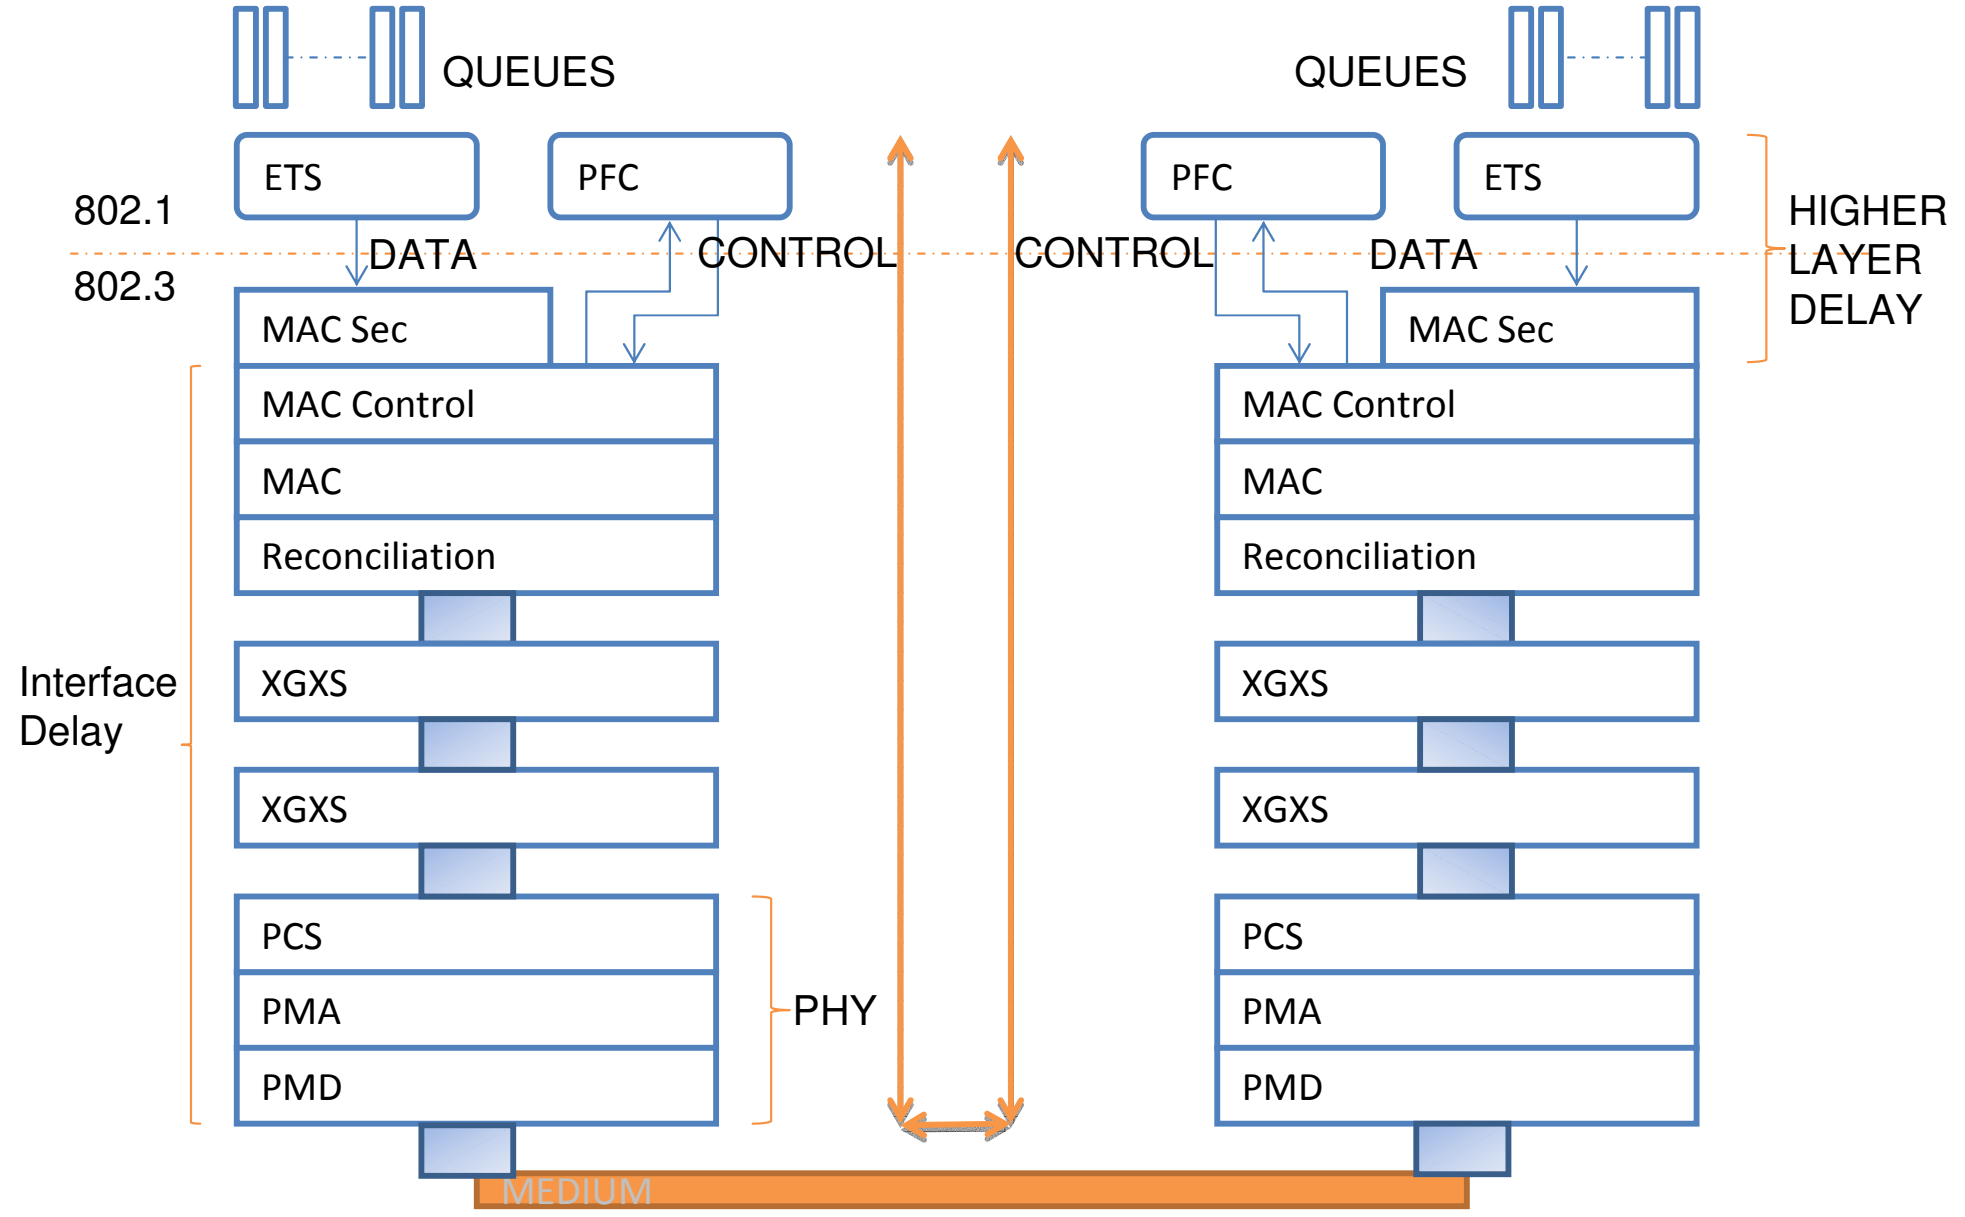 QUEUES
QUEUES
ETS
PFC
PFC
ETS
802.1
HIGHER
LAYER
DELAY
DATA
CONTROL
CONTROL
DATA
802.3
MAC Sec
MAC Sec
MAC Control
MAC Control
MAC
MAC
Reconciliation
Reconciliation
Interface
Delay
XGXS
XGXS
XGXS
XGXS
PCS
PCS
PMA
PHY
PMA
PMD
PMD
MEDIUM